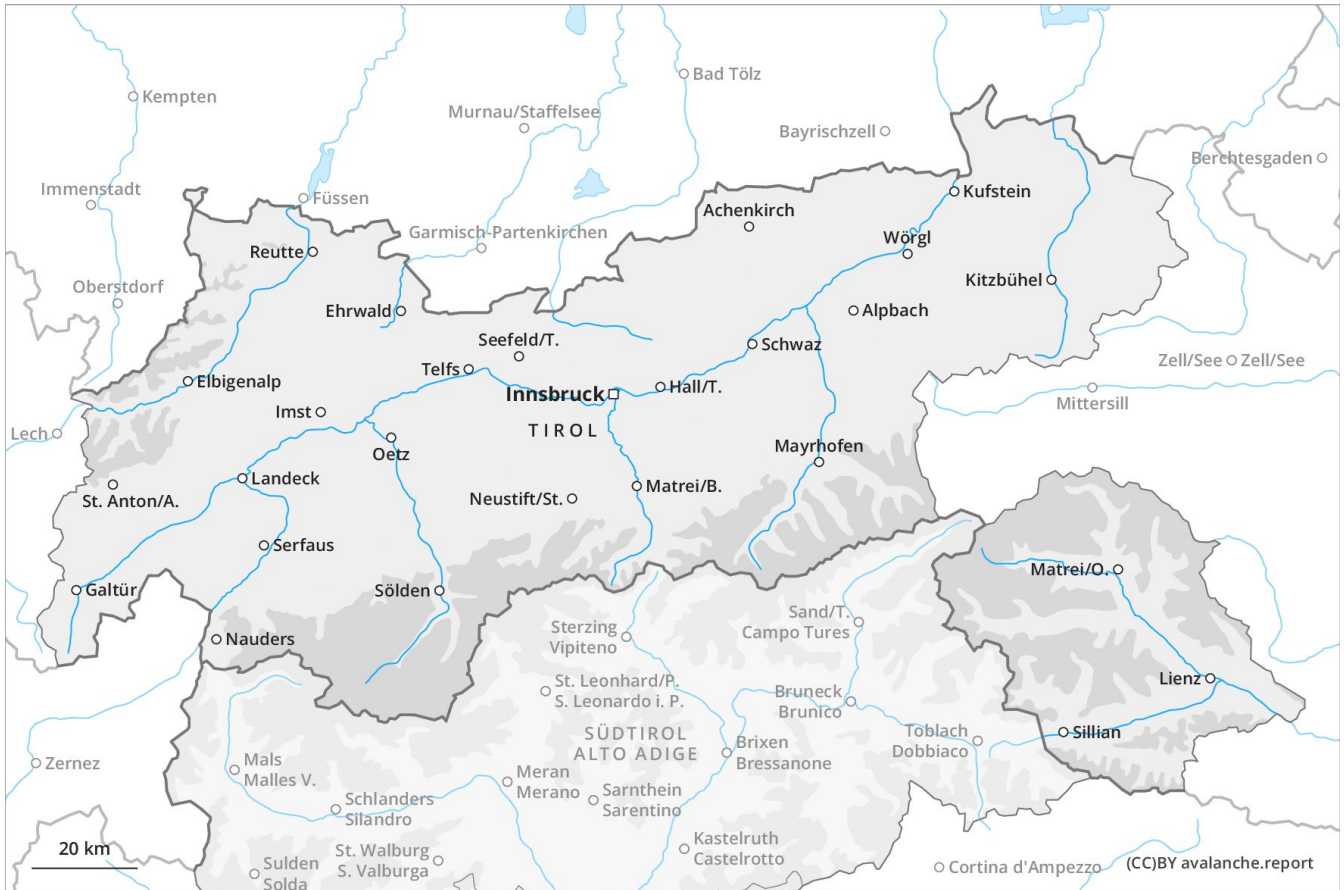 Kempten
Bad Tölz
Murnau/Staffelsee
Bayrischzell
Berchtesgaden
Immenstadt
Füssen
Kufstein
Achenkirch
Garmisch-Partenkirchen
Wörgl
Reutte
Kitzbühel
Oberstdorf
Ehrwald
Alpbach
Seefeld/T.
Schwaz
Zell/See
Zell/See
Telfs
Elbigenalp
Innsbruck
Hall/T.
Mittersill
Imst
TIROL
Lech
Mayrhofen
Oetz
Landeck
St. Anton/A.
Neustift/St.
Matrei/B.
Serfaus
Matrei/O.
Galtür
Sölden
Sand/T.
Campo Tures
Sterzing
Vipiteno
Nauders
Lienz
St. Leonhard/P.
S. Leonardo i. P.
Bruneck
Brunico
SÜDTIROL
ALTO ADIGE
Toblach
Dobbiaco
Sillian
Brixen
Bressanone
Zernez
Mals
Malles V.
Meran
Merano
Sarnthein
Sarentino
Schlanders
Silandro
20 km
St. Walburg
S. Valburga
Kastelruth
Castelrotto
Sulden
Solda
Cortina d'Ampezzo
(CC)BY avalanche.report